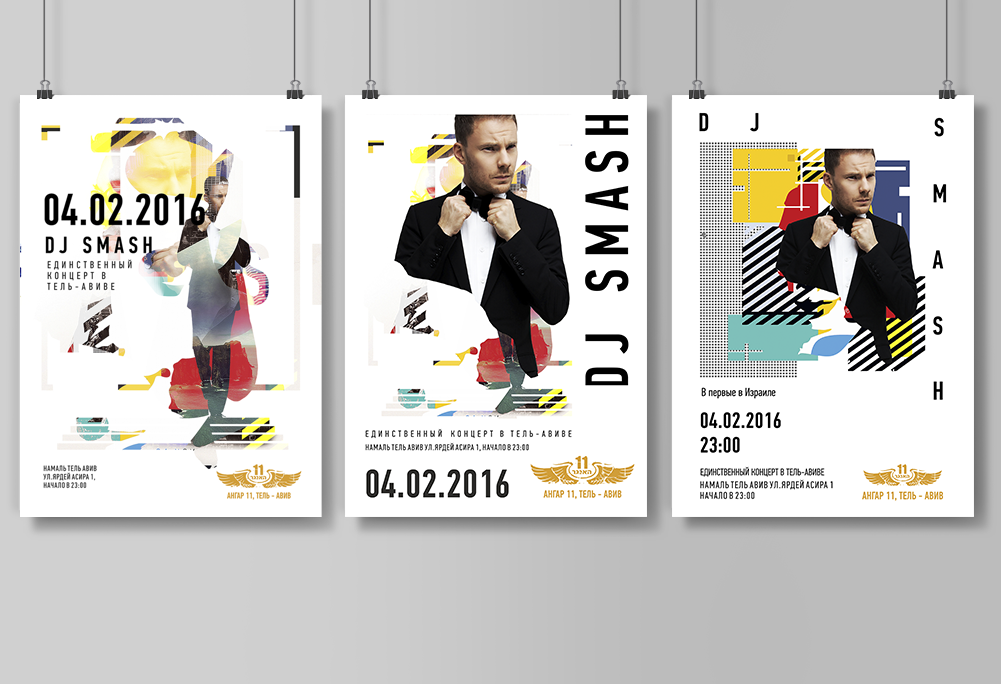 04.02.2016
DJ SMASH
ЕДИНСТВЕННЫЙ
КОНЦЕРТ В
ТЕЛЬ-АВИВЕ
НАМАЛЬ ТЕЛЬ АВИВ
УЛ.ЯРДЕЙ АСИРА 1,
НАЧАЛО В 23:00
11
האנגר
АНГАР 11, ТЕЛЬ - АВИВ
DJ SMASH
ЕДИНСТВЕННЫЙ КОНЦЕРТ В ТЕЛЬ-АВИВЕ
НАМАЛЬ ТЕЛЬ АВИВ УЛ.ЯРДЕЙ АСИРА 1, НАЧАЛО В 23:00
04.02.2016
11
האנגר
АНГАР 11, ТЕЛЬ - АВИВ
DJ
SMASH
В первые в Израиле
04.02.2016
23:00
ЕДИНСТВЕННЫЙ КОНЦЕРТ В ТЕЛЬ-АВИВЕ
НАМАЛЬ ТЕЛЬ АВИВ УЛ.ЯРДЕЙ АСИРА 1
НАЧАЛО В 23:00
11
האנגר
АНГАР 11, ТЕЛЬ - АВИВ